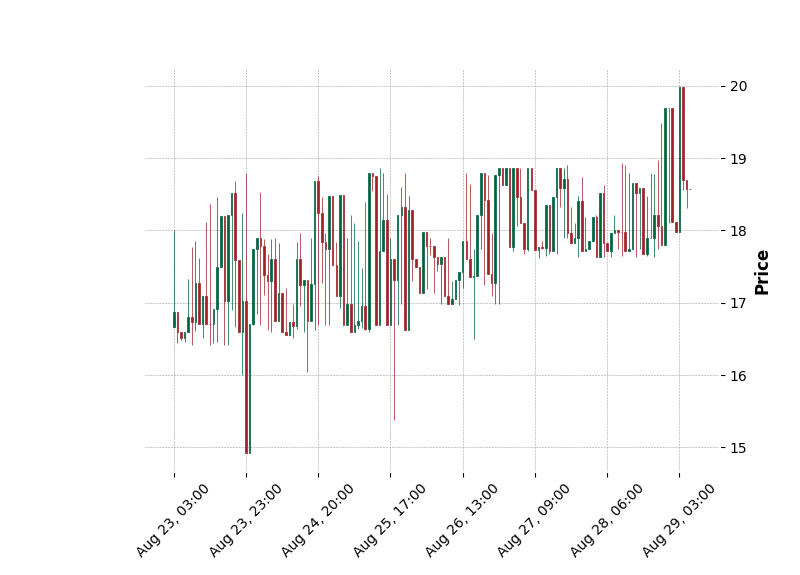 20
19
18
17
16
15
Price
Aug 23, 03:00
Aug 23, 23:00
Aug 24, 20:00
Aug 25, 17:00
Aug 26, 13:00
Aug 27, 09:00
Aug 28, 06:00
Aug 29, 03:00